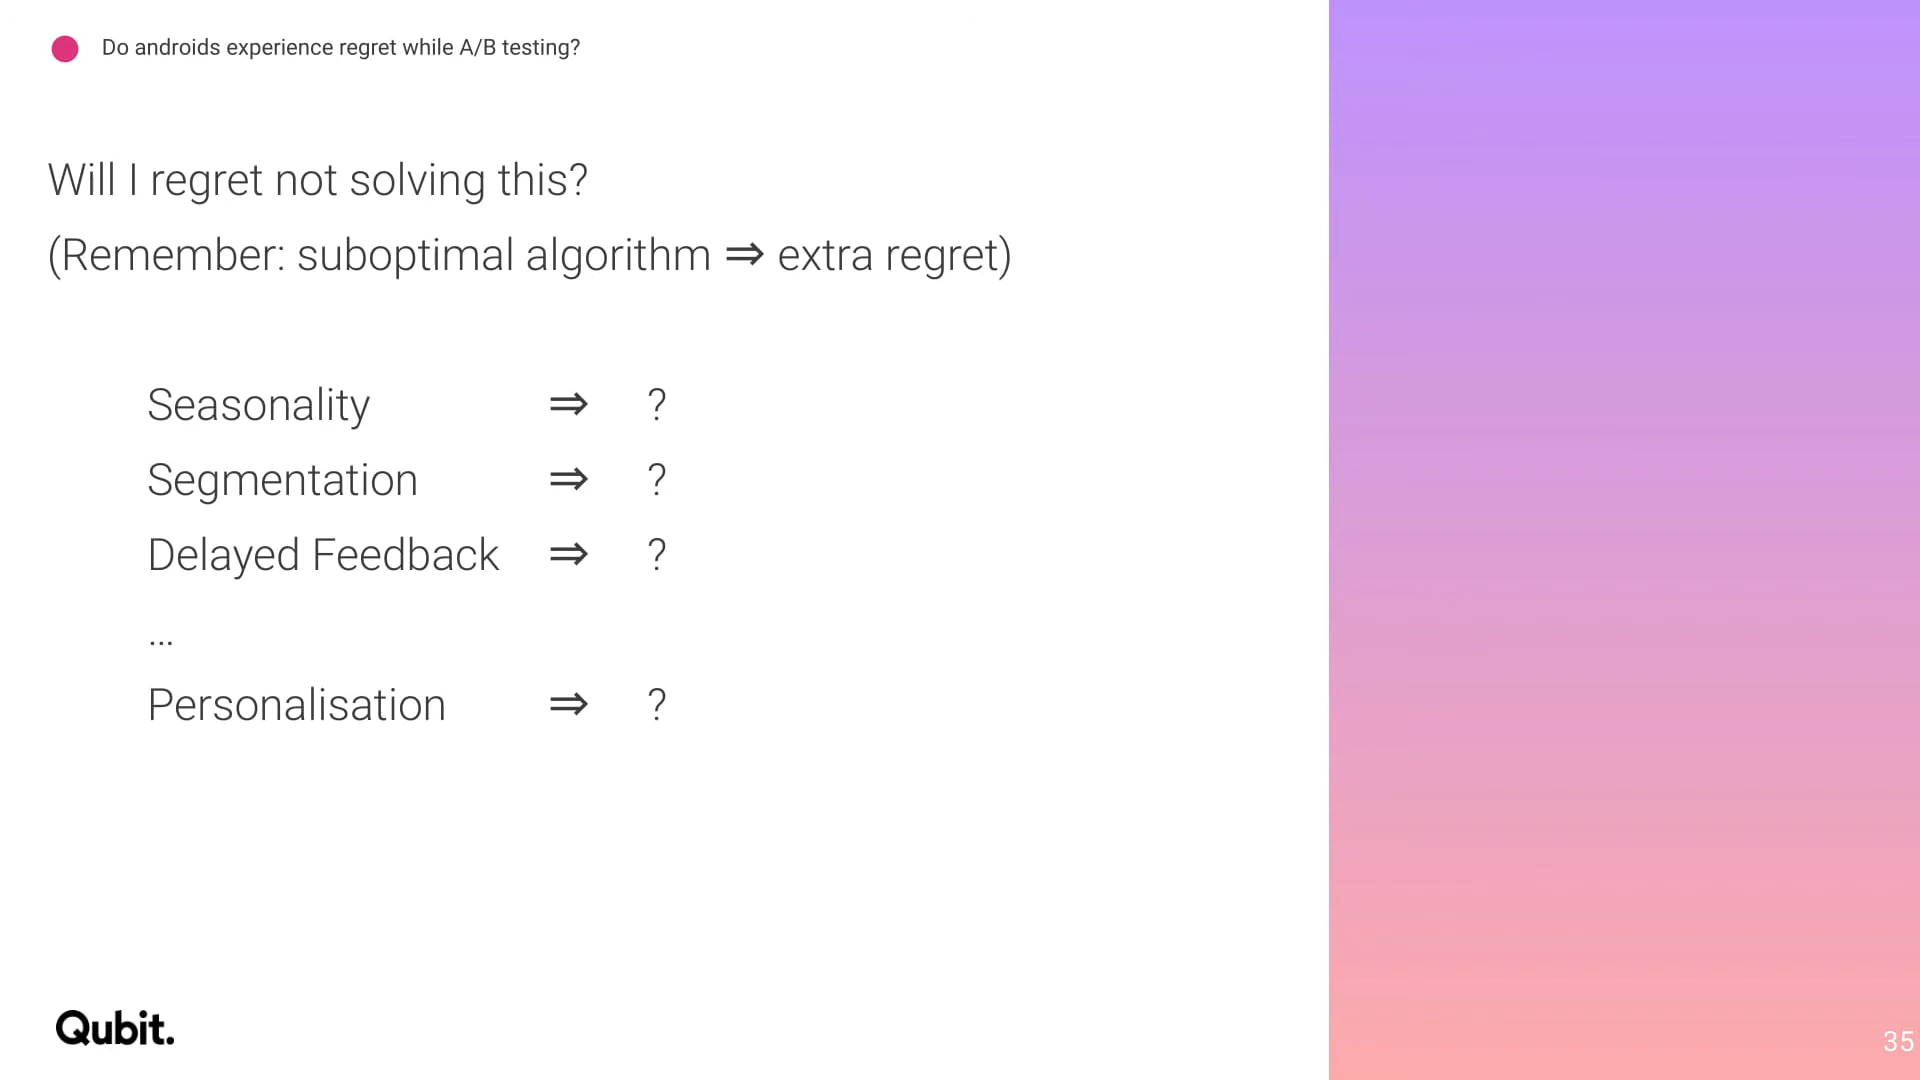 Do androids experience regret while A/B testing?
Will I regret not solving this?
(Remember: suboptimal algorithm ⇒ extra regret)
Seasonality ⇒ ?
Segmentation ⇒ ?
Delayed Feedback ⇒ ?
...
Personalisation ⇒ ?
Qubit.
35